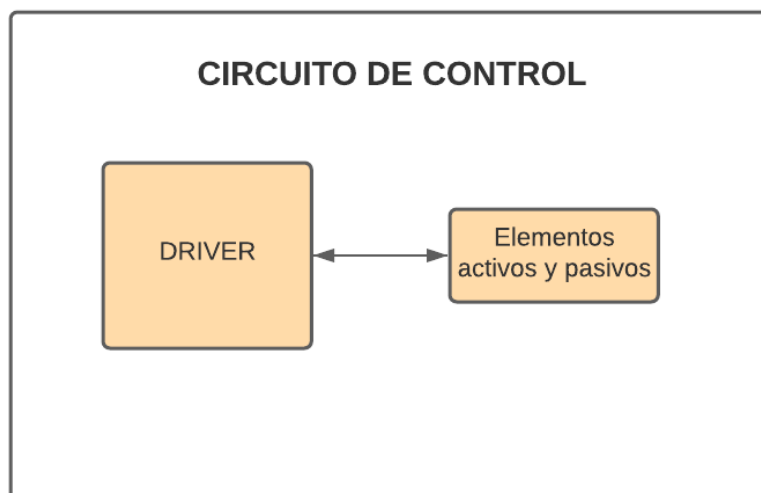 CIRCUITO DE CONTROL
DRIVER
Elementos
activos y pasivos